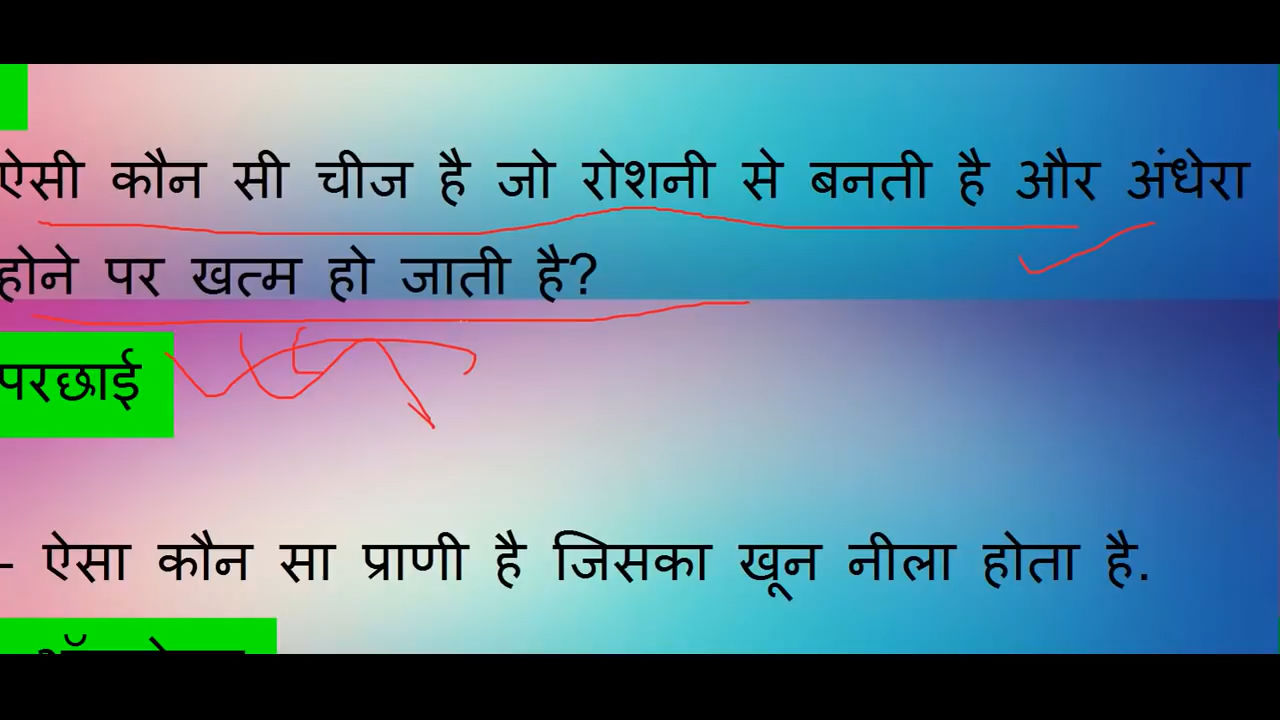 ऐसी कौन सी चीज है जो रोशनी से बनती है और अंधेरा
होने पर खत्म हो जाती है?
परछाई
- ऐसा कौन सा प्राणी है जिसका खून नीला होता है.